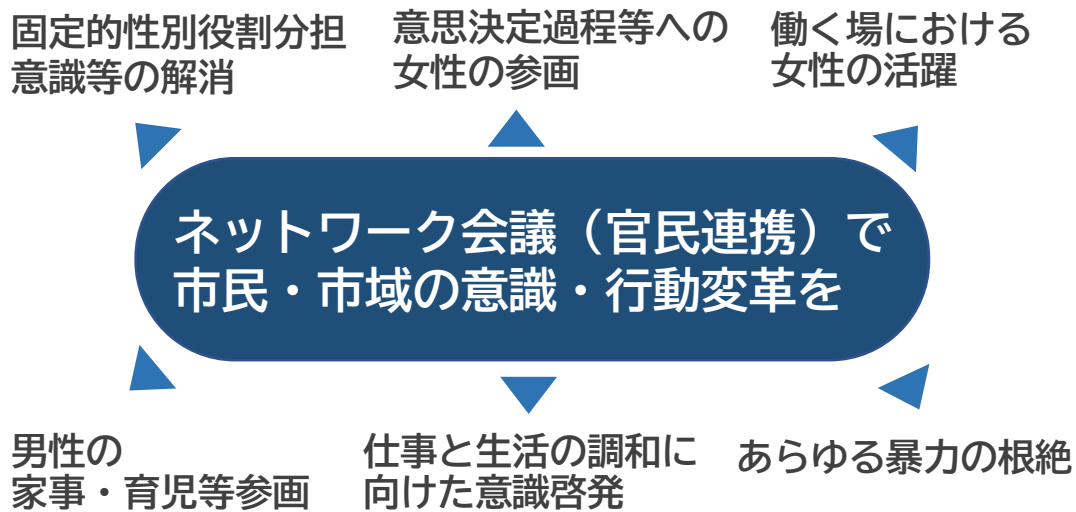 固定的性別役割分担
意識等の解消
意思決定過程等への
女性の参画
働く場における
女性の活躍
ネットワーク会議（官民連携）で
市民・市域の意識・行動変革を
男性の
家事・育児等参画
仕事と生活の調和に
向けた意識啓発
あらゆる暴力の根絶